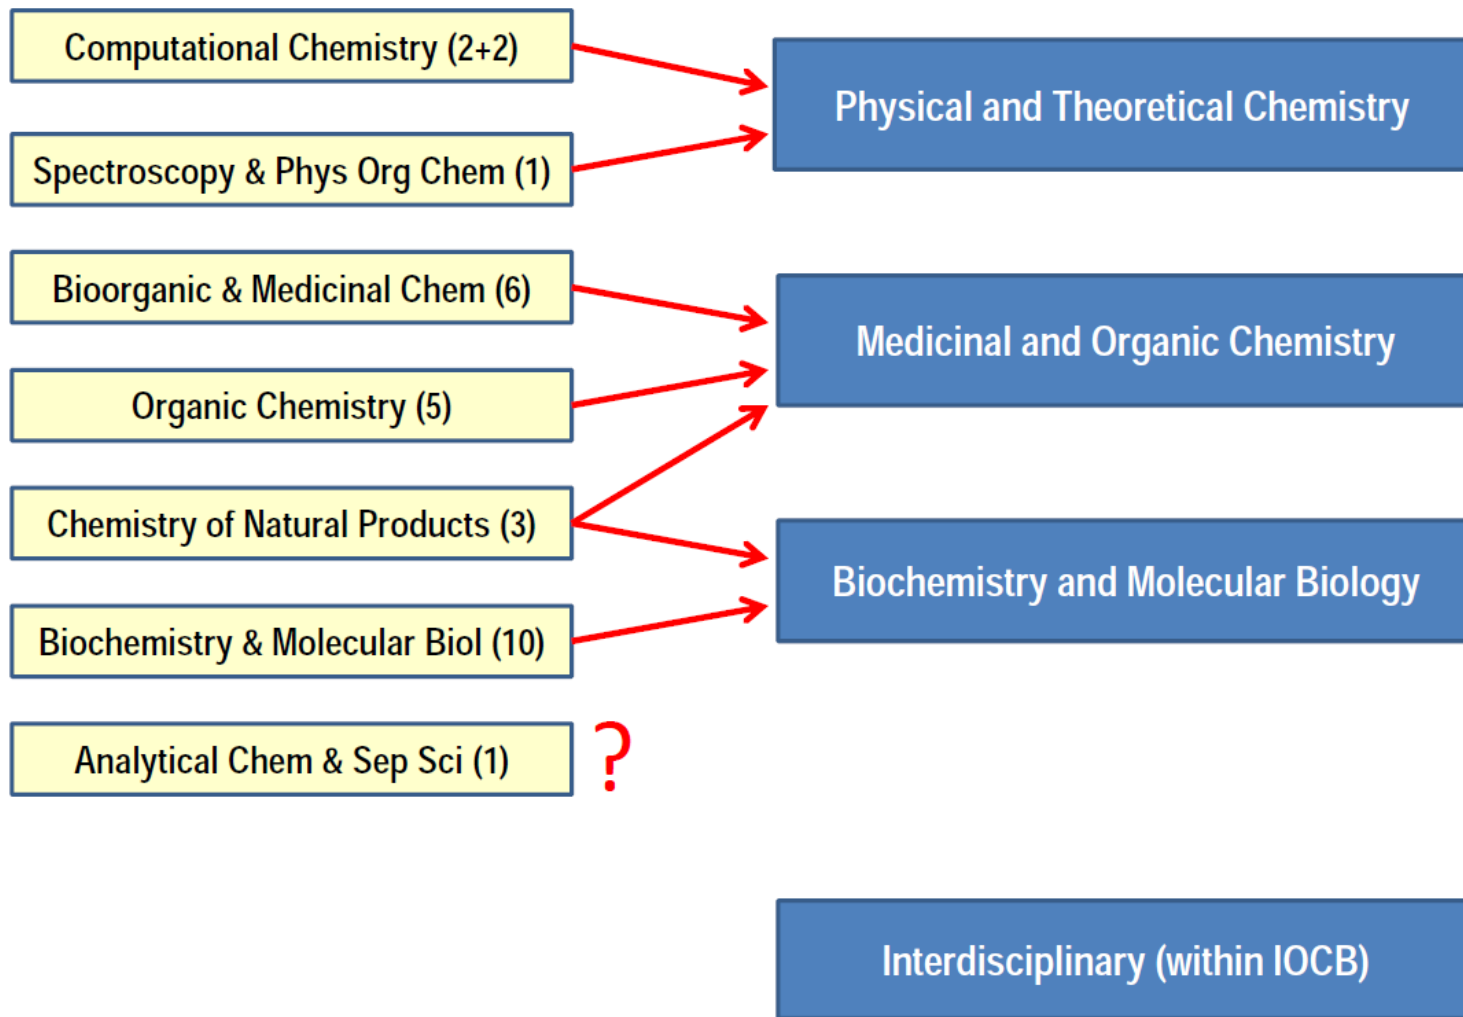 Computational Chemistry (2+2)
Physical and Theoretical Chemistry
Spectroscopy & Phys Org Chem (1)
Bioorganic & Medicinal Chem (6)
Medicinal and Organic Chemistry
Organic Chemistry (5)
Chemistry of Natural Products (3)
Biochemistry and Molecular Biology
Biochemistry & Molecular Biol (10)
Analytical Chem & Sep Sci (1)
?
Interdisciplinary (within IOCB)